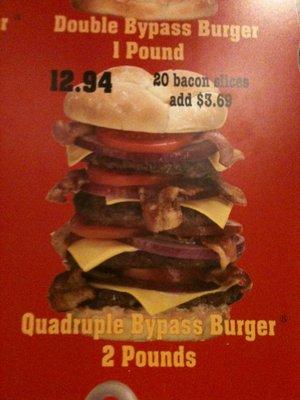 r®
Double Bypass Burger
1 Pound
12.94
20 bacon slices
add $3.69
Quadruple Bypass Burger®
2 Pounds